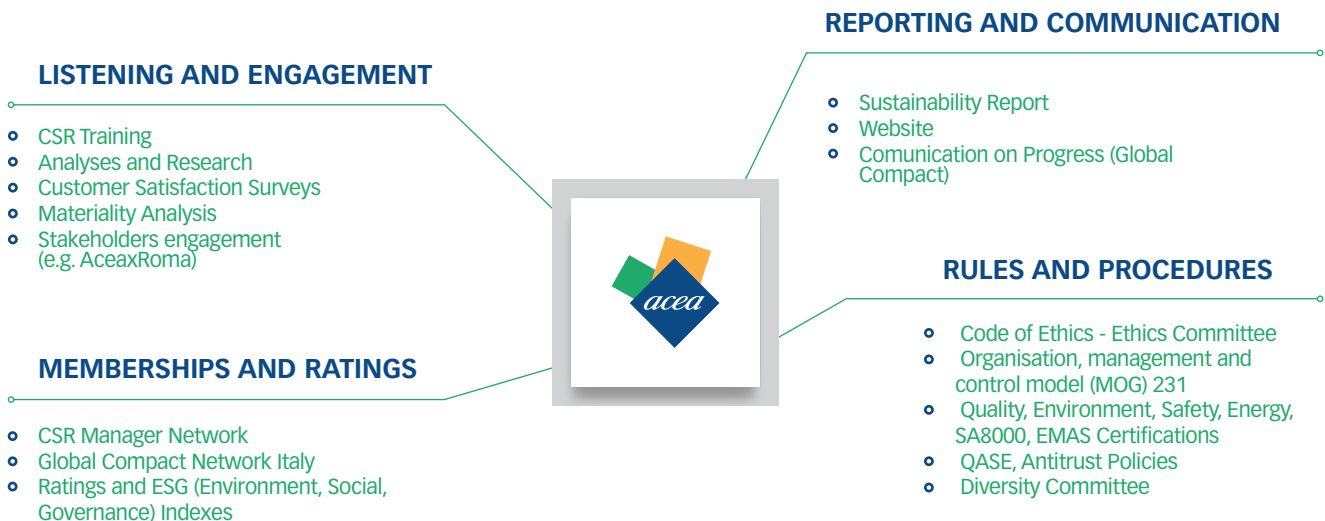 LISTENING AND ENGAGEMENT
CSR Training
Analyses and Research
Customer Satisfaction Surveys
Materiality Analysis
Stakeholders engagement
(e.g. AceaxRoma)
MEMBERSHIPS AND RATINGS
CSR Manager Network
Global Compact Network Italy
Ratings and ESG (Environment, Social,
Governance) Indexes
acea
REPORTING AND COMMUNICATION
Sustainability Report
Website
Comunication on Progress (Global
Compact)
RULES AND PROCEDURES
Code of Ethics - Ethics Committee
Organisation, management and
control model (MOG) 231
Quality, Environment, Safety, Energy,
SA8000, EMAS Certifications
QASE, Antitrust Policies
Diversity Committee